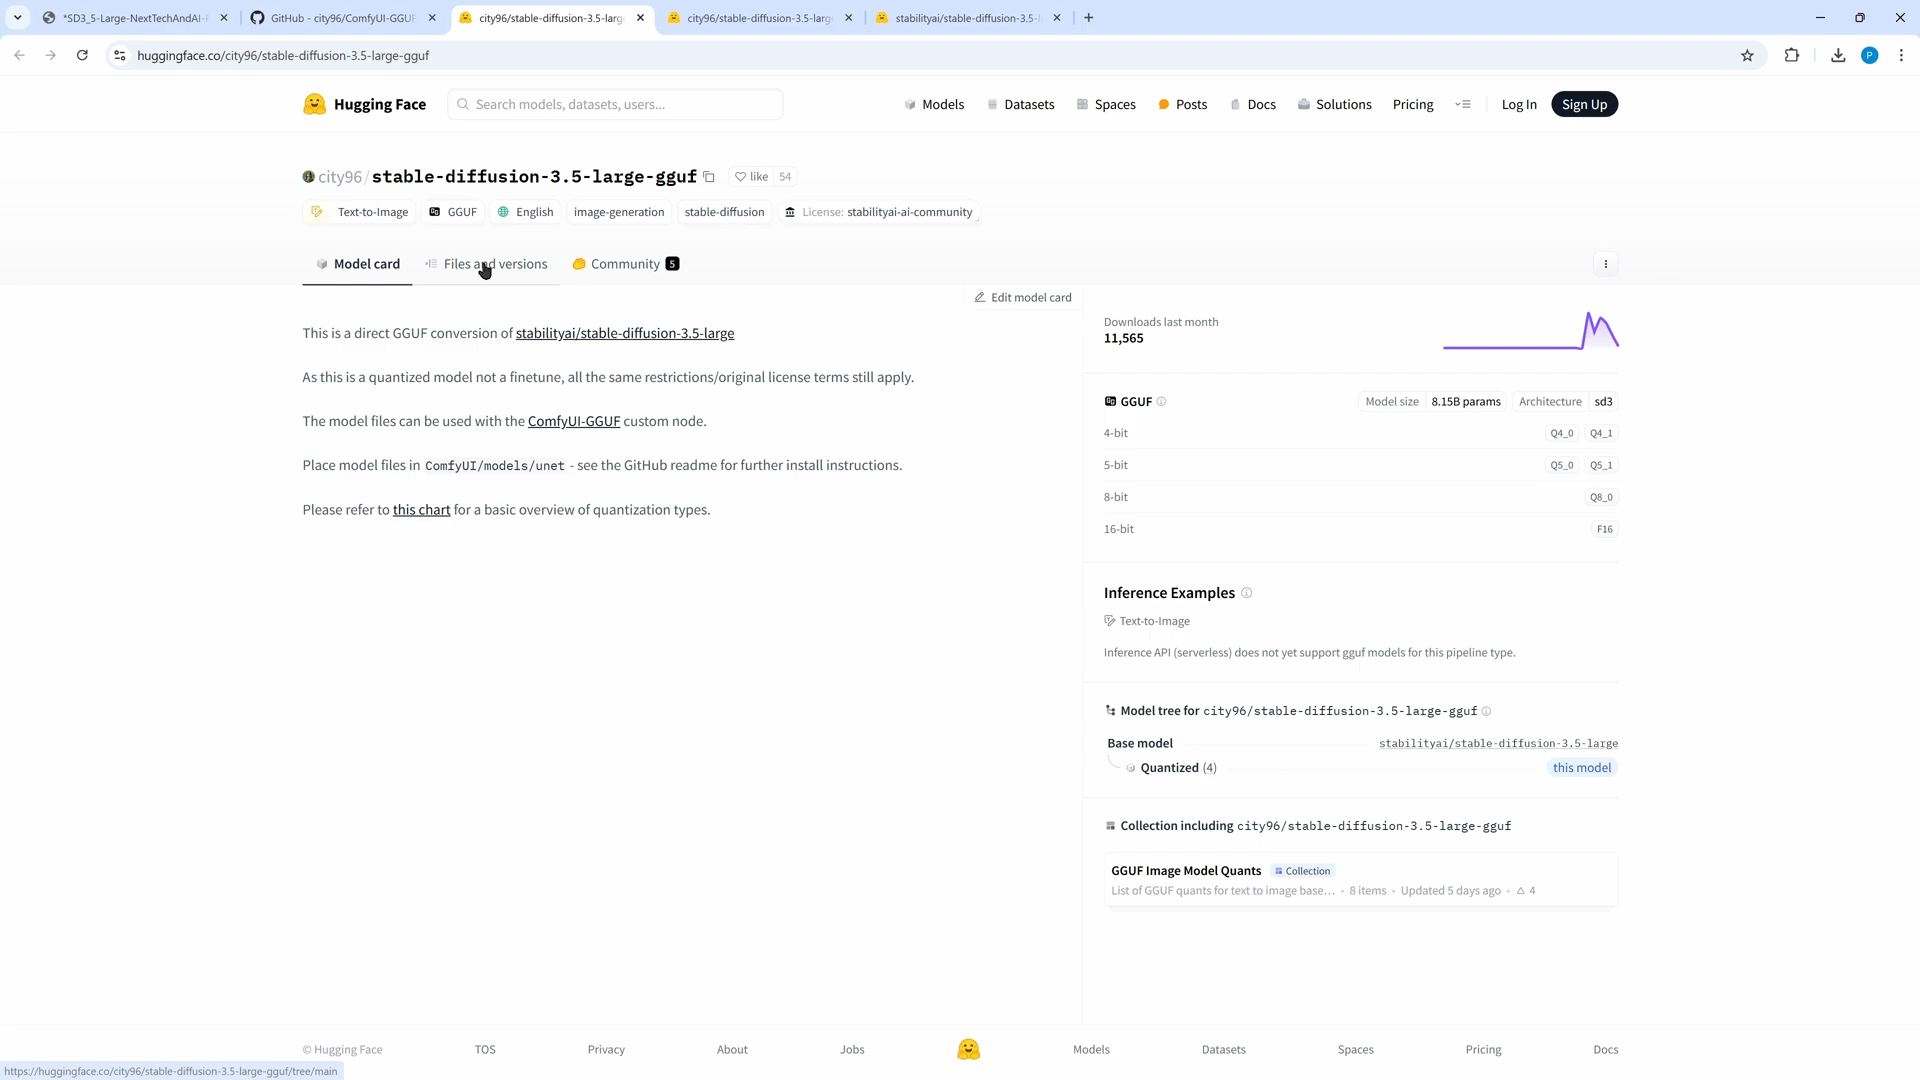 *SD3_5-Large-NextTechAndAI-
GitHub - city96/ComfyUI-GGUF
city96/stable-diffusion-3.5-large
city96/stable-diffusion-3.5-large
stabilityai/stable-diffusion-3.5-l
huggingface.co/city96/stable-diffusion-3.5-large-gguf
P
Hugging Face
Search models, datasets, users...
Models
Datasets
Spaces
Posts
Docs
Solutions
Pricing
Log In
Sign Up
city96/stable-diffusion-3.5-large-gguf
like 54
Text-to-Image
GGUF
English
image-generation
stable-diffusion
License: stabilityai-ai-community
Model card
Files and versions
Community 5
Edit model card
This is a direct GGUF conversion of stabilityai/stable-diffusion-3.5-large
As this is a quantized model not a finetune, all the same restrictions/original license terms still apply.
The model files can be used with the ComfyUI-GGUF custom node.
Place model files in ComfyUI/models/unet - see the GitHub readme for further install instructions.
Please refer to this chart for a basic overview of quantization types.
Downloads last month
11,565
GGUF
Model size 8.15B params
Architecture sd3
4-bit
Q4_0
Q4_1
5-bit
Q5_0
Q5_1
8-bit
Q8_0
16-bit
F16
Inference Examples
Text-to-Image
Inference API (serverless) does not yet support gguf models for this pipeline type.
Model tree for city96/stable-diffusion-3.5-large-gguf
Base model
stabilityai/stable-diffusion-3.5-large
Quantized (4)
this model
Collection including city96/stable-diffusion-3.5-large-gguf
GGUF Image Model Quants
Collection
List of GGUF quants for text to image base… • 8 items • Updated 5 days ago • 4
© Hugging Face
TOS
Privacy
About
Jobs
Models
Datasets
Spaces
Pricing
Docs
https://huggingface.co/city96/stable-diffusion-3.5-large-gguf/tree/main